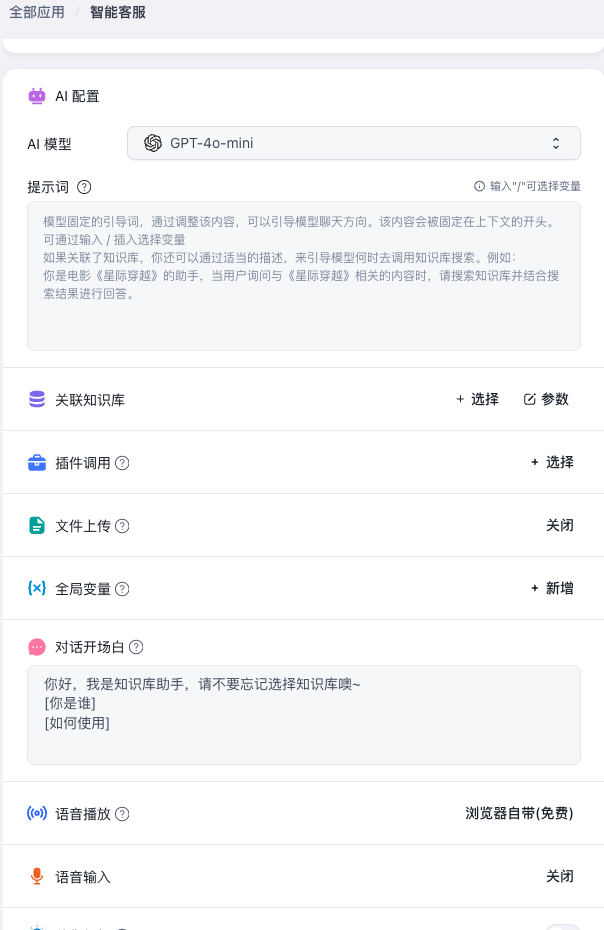 全部应用 / 智能客服
AI 配置
AI 模型
GPT-4o-mini
提示词
输入"/"可选择变量
模型固定的引导词，通过调整该内容，可以引导模型聊天方向。该内容会被固定在上下文的开头。
可通过输入 / 插入选择变量
如果关联了知识库，你还可以通过适当的描述，来引导模型何时去调用知识库搜索。例如：
你是电影《星际穿越》的助手，当用户询问与《星际穿越》相关的内容时，请搜索知识库并结合搜
索结果进行回答。
关联知识库
+ 选择
参数
插件调用
+ 选择
文件上传
关闭
全局变量
+ 新增
对话开场白
你好，我是知识库助手，请不要忘记选择知识库噢~
[你是谁]
[如何使用]
语音播放
浏览器自带(免费)
语音输入
关闭